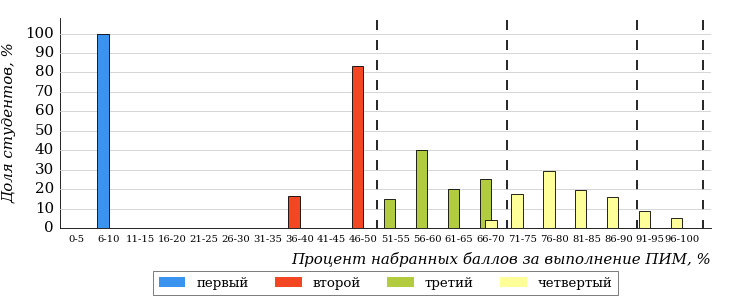 Доля студентов, %
100
90
80
70
60
50
40
30
20
10
0
0-5 6-10 11-15 16-20 21-25 26-30 31-35 36-40 41-45 46-50 51-55 56-60 61-65 66-70 71-75 76-80 81-85 86-90 91-95 96-100
Процент набранных баллов за выполнение ПИМ, %
первый второй третий четвертый